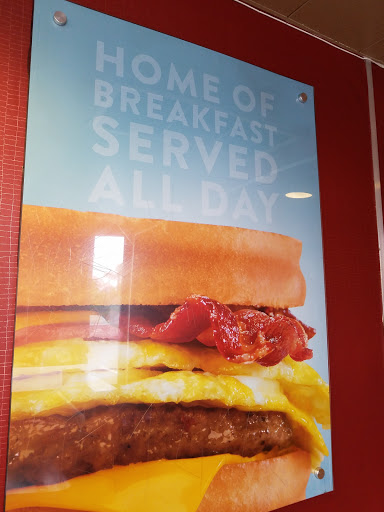 HOME OF
BREAKFAST
SERVED
ALL DAY